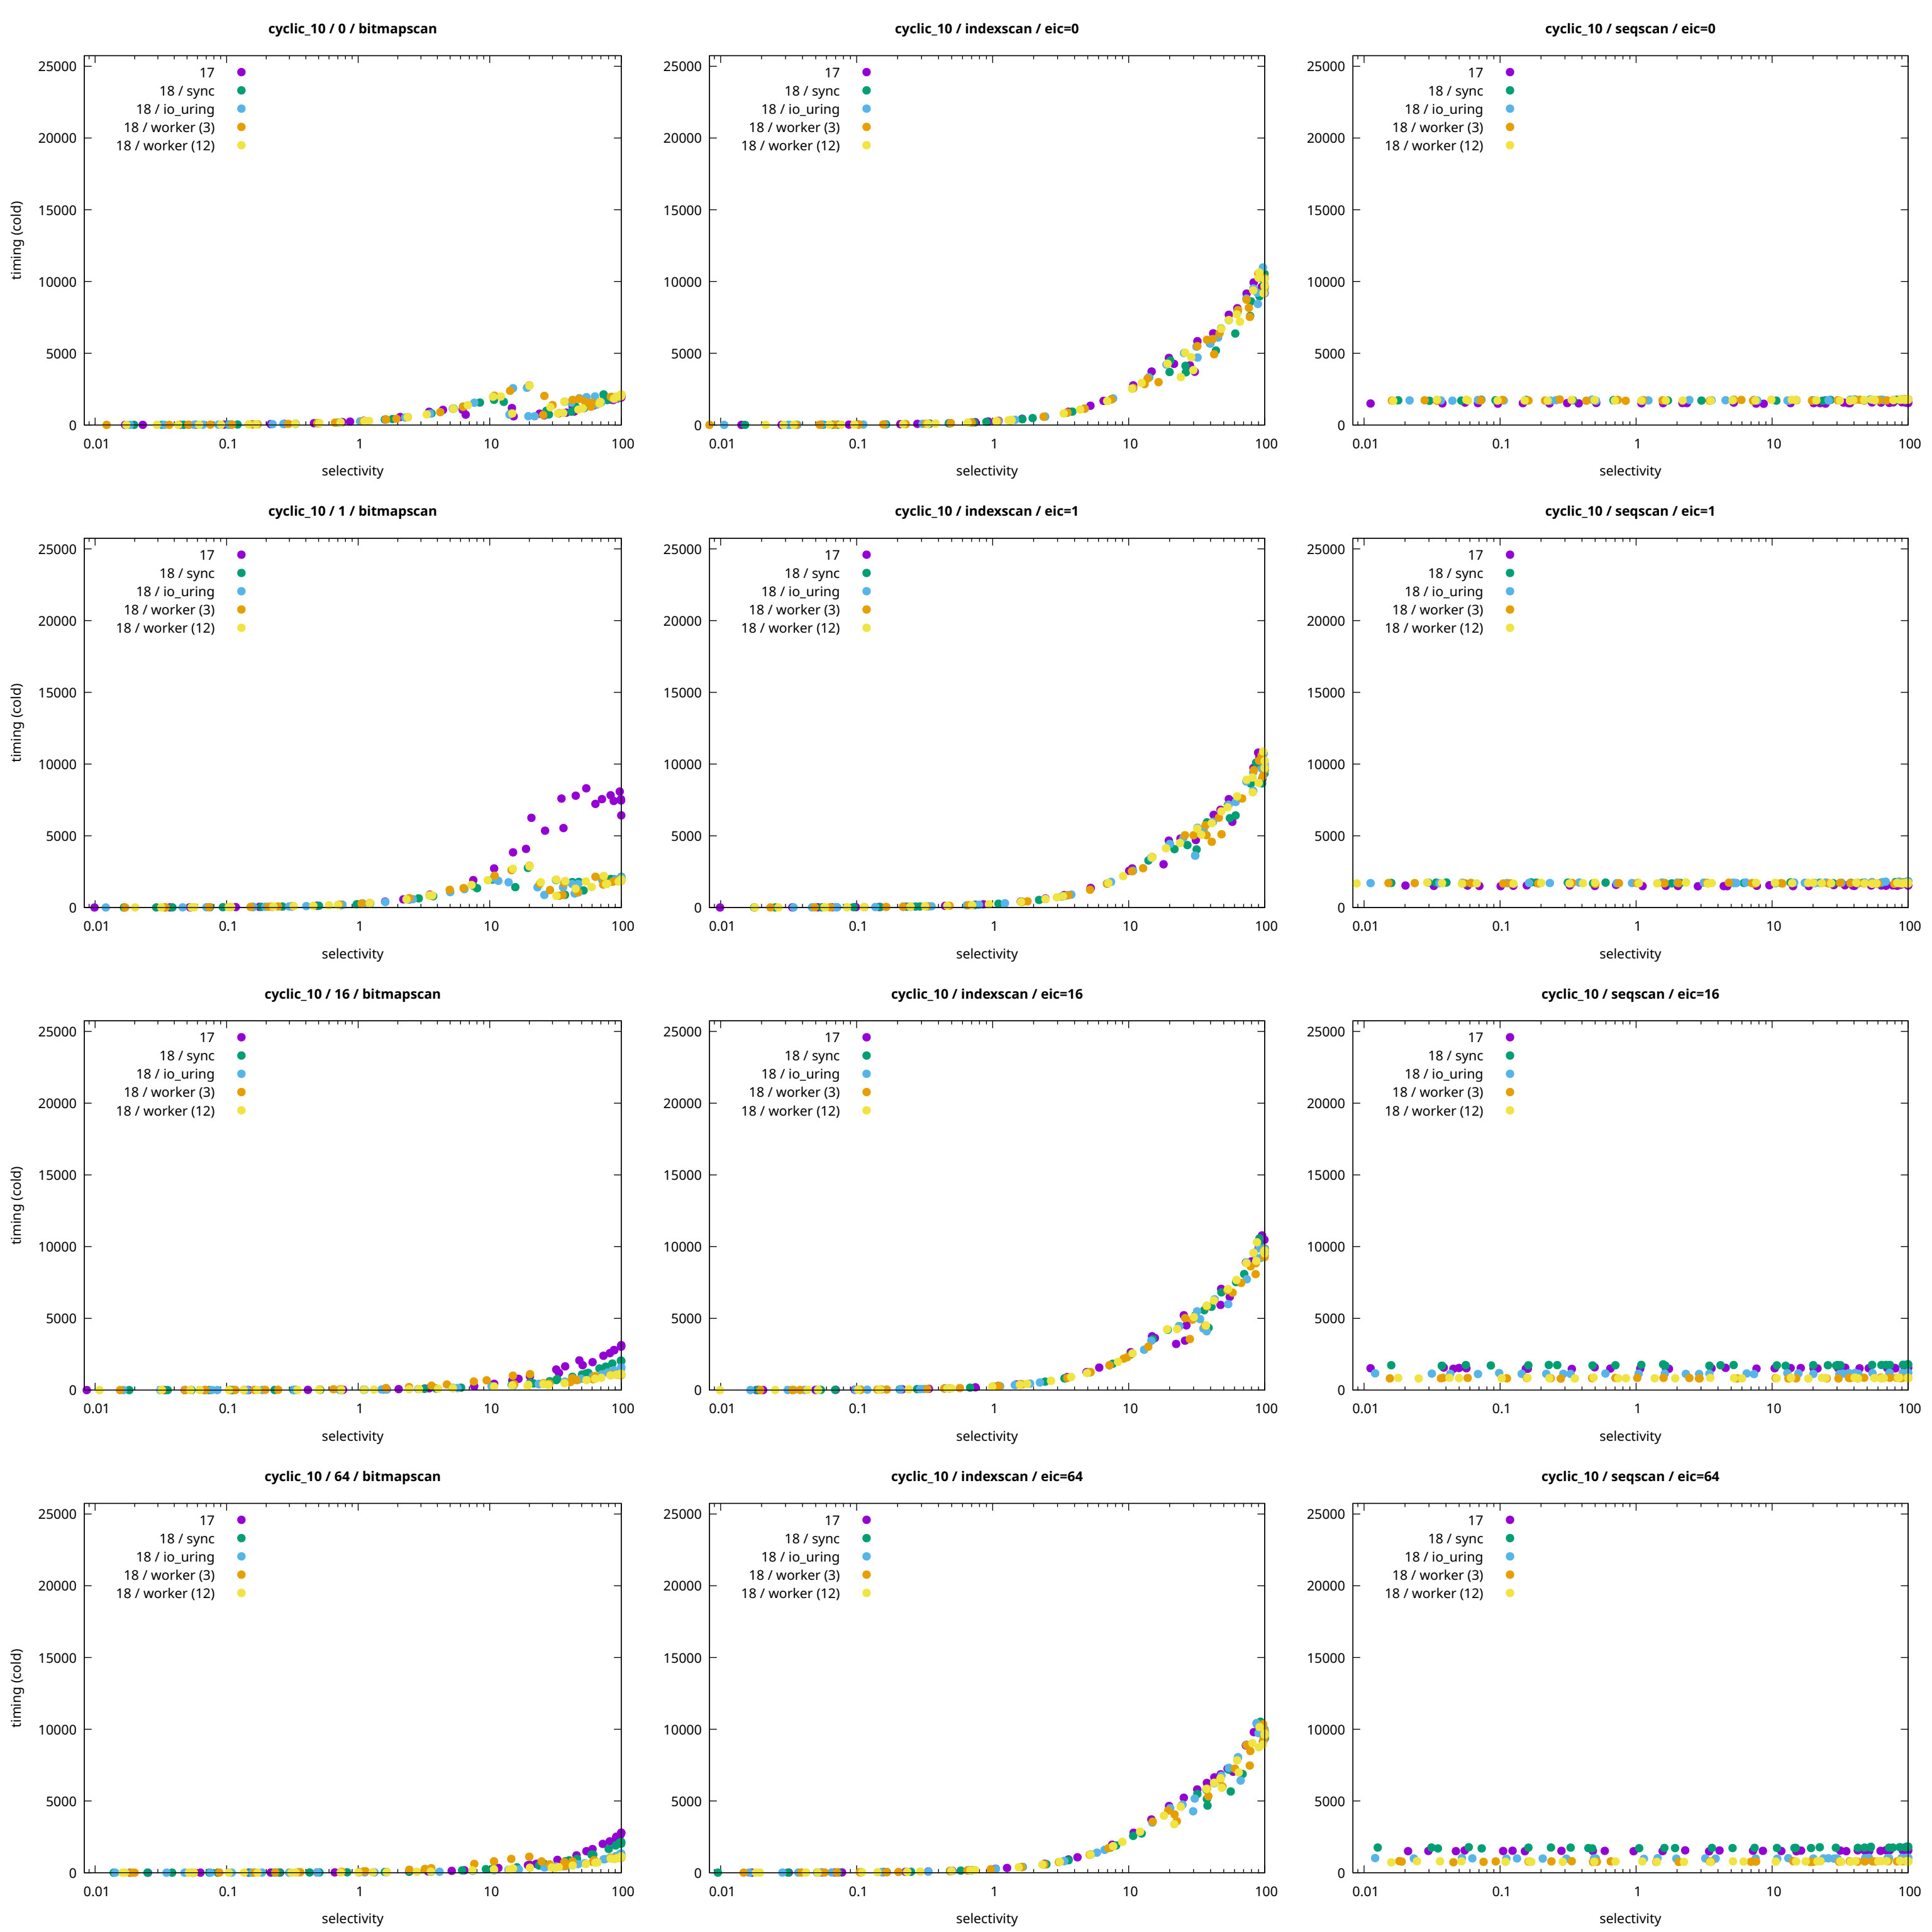 cyclic_10 / 0 / bitmapscan
25000
20000
15000
10000
5000
0
timing (cold)
17
18 / sync
18 / io_uring
18 / worker (3)
18 / worker (12)
0.01 0.1 1 10 100
selectivity
cyclic_10 / indexscan / eic=0
25000
20000
15000
10000
5000
0
17
18 / sync
18 / io_uring
18 / worker (3)
18 / worker (12)
0.01 0.1 1 10 100
selectivity
cyclic_10 / seqscan / eic=0
25000
20000
15000
10000
5000
0
17
18 / sync
18 / io_uring
18 / worker (3)
18 / worker (12)
0.01 0.1 1 10 100
selectivity
cyclic_10 / 1 / bitmapscan
25000
20000
15000
10000
5000
0
timing (cold)
17
18 / sync
18 / io_uring
18 / worker (3)
18 / worker (12)
0.01 0.1 1 10 100
selectivity
cyclic_10 / indexscan / eic=1
25000
20000
15000
10000
5000
0
17
18 / sync
18 / io_uring
18 / worker (3)
18 / worker (12)
0.01 0.1 1 10 100
selectivity
cyclic_10 / seqscan / eic=1
25000
20000
15000
10000
5000
0
17
18 / sync
18 / io_uring
18 / worker (3)
18 / worker (12)
0.01 0.1 1 10 100
selectivity
cyclic_10 / 16 / bitmapscan
25000
20000
15000
10000
5000
0
timing (cold)
17
18 / sync
18 / io_uring
18 / worker (3)
18 / worker (12)
0.01 0.1 1 10 100
selectivity
cyclic_10 / indexscan / eic=16
25000
20000
15000
10000
5000
0
17
18 / sync
18 / io_uring
18 / worker (3)
18 / worker (12)
0.01 0.1 1 10 100
selectivity
cyclic_10 / seqscan / eic=16
25000
20000
15000
10000
5000
0
17
18 / sync
18 / io_uring
18 / worker (3)
18 / worker (12)
0.01 0.1 1 10 100
selectivity
cyclic_10 / 64 / bitmapscan
25000
20000
15000
10000
5000
0
timing (cold)
17
18 / sync
18 / io_uring
18 / worker (3)
18 / worker (12)
0.01 0.1 1 10 100
selectivity
cyclic_10 / indexscan / eic=64
25000
20000
15000
10000
5000
0
17
18 / sync
18 / io_uring
18 / worker (3)
18 / worker (12)
0.01 0.1 1 10 100
selectivity
cyclic_10 / seqscan / eic=64
25000
20000
15000
10000
5000
0
17
18 / sync
18 / io_uring
18 / worker (3)
18 / worker (12)
0.01 0.1 1 10 100
selectivity